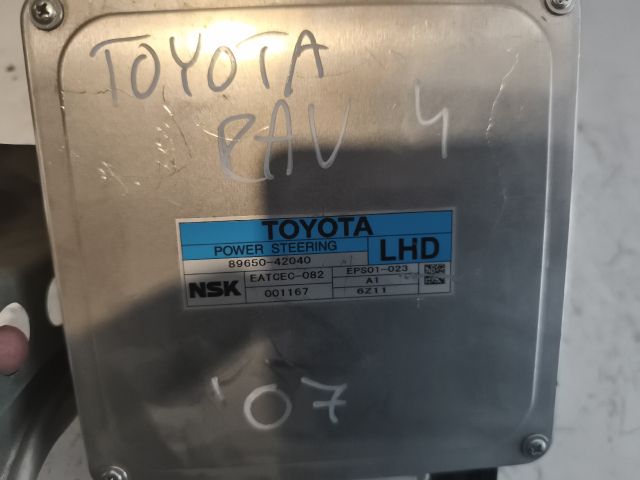 TOYOTA
RAV 4
TOYOTA
POWER STEERING
LHD
89650-42040
NSK
EATCEC-082
EPS01-023
001167
A1
6Z11
'07